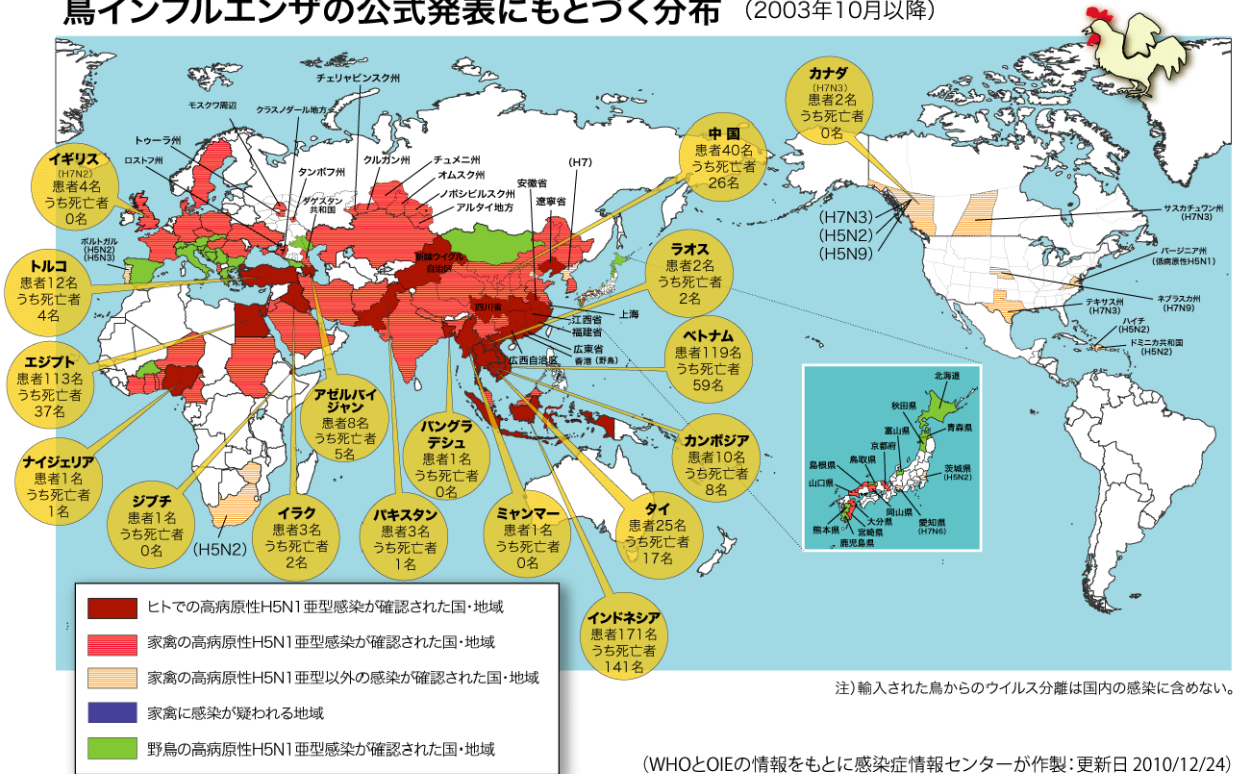 鳥インフルエンザの公式発表にもとづく分布 (2003年10月以降)
チェリャビンスク州
モスクワ周辺
クラスノダール地方
トゥーラ州
ロストフ州
タンボフ州
クルガン州
チュメニ州
オムスク州
ノボシビルスク州
アルタイ地方
ダゲスタン
共和国
(H7)
安徽省
遼寧省
新疆ウイグル
自治区
四川省
上海
江西省
福建省
広東省
香港(野鳥)
広西自治区
イギリス
(H7N2)
患者4名
うち死亡者
0名
ポルトガル
(H5N2)
(H5N3)
トルコ
患者12名
うち死亡者
4名
エジプト
患者113名
うち死亡者
37名
ナイジェリア
患者1名
うち死亡者
1名
ジブチ
患者1名
うち死亡者
0名
(H5N2)
イラク
患者3名
うち死亡者
2名
アゼルバイ
ジャン
患者8名
うち死亡者
5名
パキスタン
患者3名
うち死亡者
1名
バングラ
デシュ
患者1名
うち死亡者
0名
ミャンマー
患者1名
うち死亡者
0名
タイ
患者25名
うち死亡者
17名
インドネシア
患者171名
うち死亡者
141名
カンボジア
患者10名
うち死亡者
8名
ベトナム
患者119名
うち死亡者
59名
ラオス
患者2名
うち死亡者
2名
中国
患者40名
うち死亡者
26名
カナダ
(H7N3)
患者2名
うち死亡者
0名
(H7N3)
(H5N2)
(H5N9)
サスカチュワン州
(H7N3)
バージニア州
(低病原性H5N1)
ネブラスカ州
(H7N9)
テキサス州
(H7N3)
ハイチ
(H5N2)
ドミニカ共和国
(H5N2)
北海道
秋田県
青森県
富山県
京都府
鳥取県
島根県
山口県
茨城県
(H5N2)
岡山県
愛知県
(H7N6)
大分県
熊本県
宮崎県
鹿児島県
ヒトでの高病原性H5N1亜型感染が確認された国・地域
家禽の高病原性H5N1亜型感染が確認された国・地域
家禽の高病原性H5N1亜型以外の感染が確認された国・地域
家禽に感染が疑われる地域
野鳥の高病原性H5N1亜型感染が確認された国・地域
注)輸入された鳥からのウイルス分離は国内の感染に含めない。
(WHOとOIEの情報をもとに感染症情報センターが作製:更新日 2010/12/24)